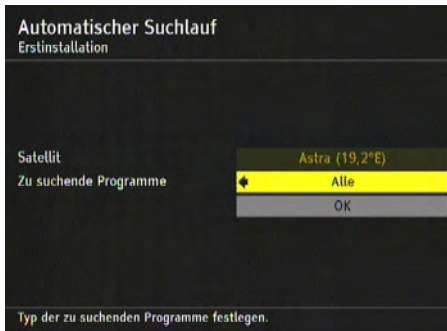 Automatischer Suchlauf
Erstinstallation
Satellit Astra (19,2°E)
Zu suchende Programme Alle
OK
Typ der zu suchenden Programme festlegen.